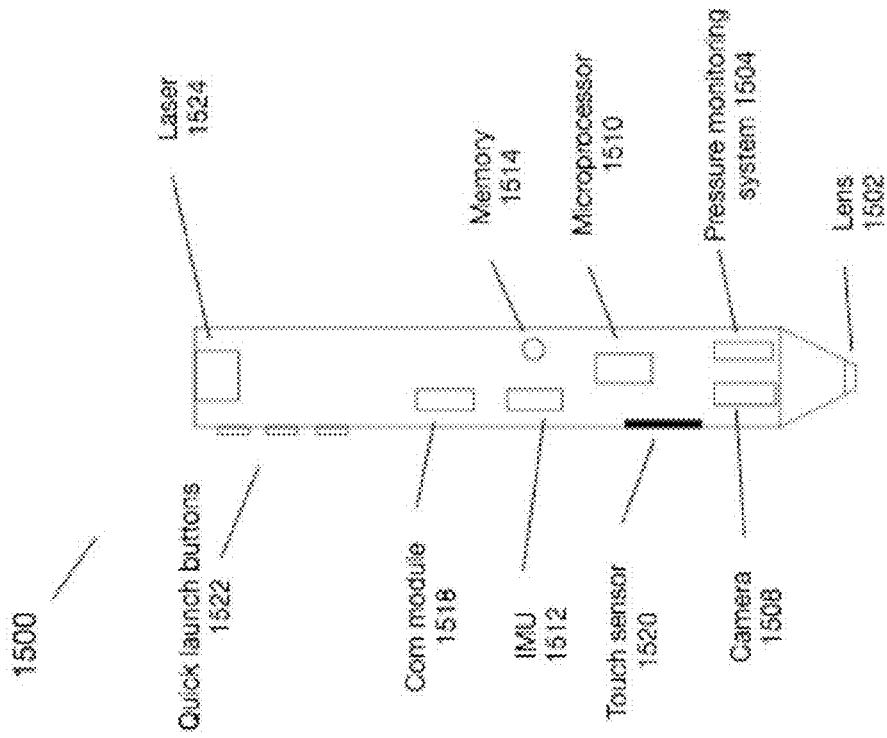 1500
Quick launch buttons
1522
Com module
1518
IMU
1512
Touch sensor
1520
Camera
1508
Laser
1524
Memory
1514
Microprocessor
1510
Pressure monitoring
system 1504
Lens
1502